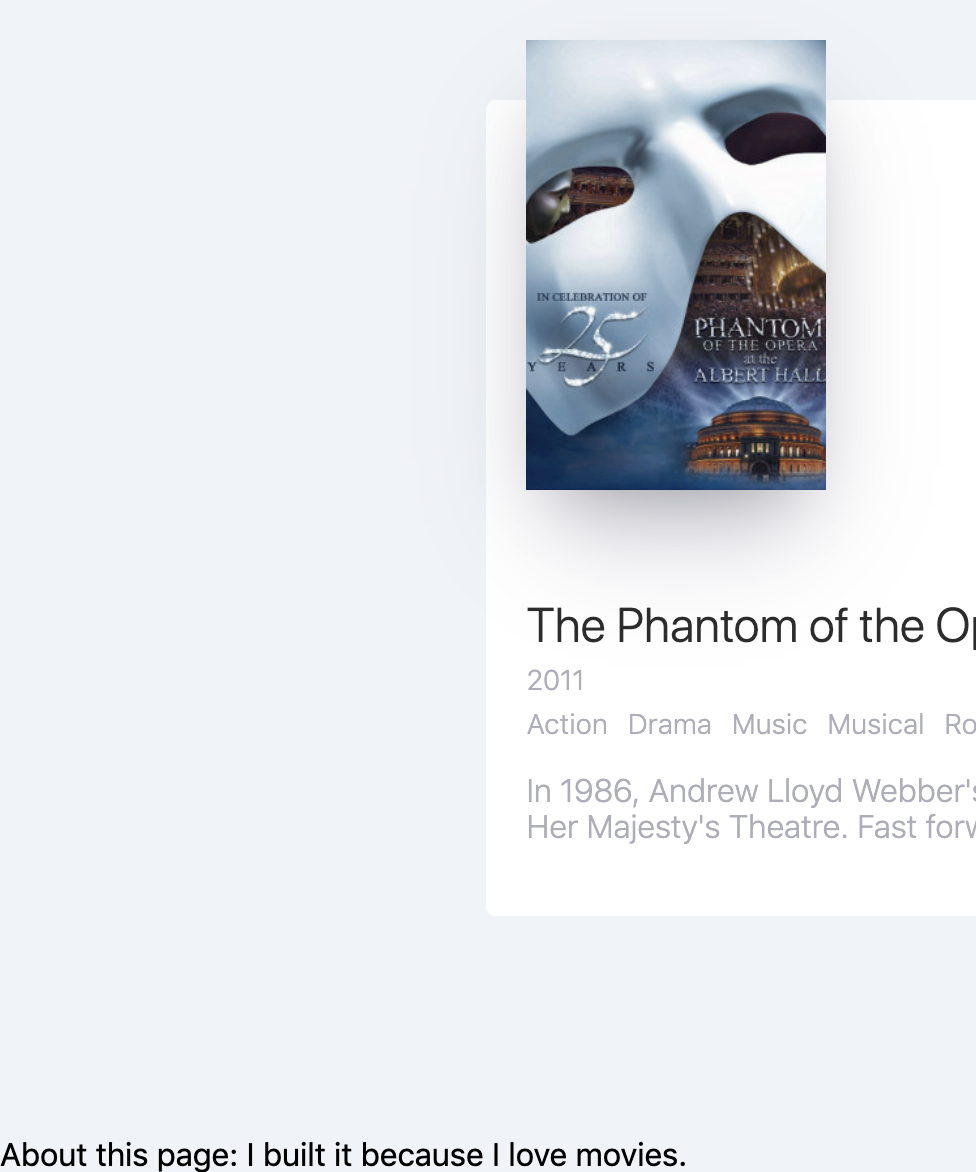 IN CELEBRATION OF
25
YEARS
PHANTOM
OF THE OPERA
at the
ALBERT HALL
The Phantom of the Op
2011
Action Drama Music Musical Ro
In 1986, Andrew Lloyd Webber's
Her Majesty's Theatre. Fast forw
About this page: I built it because I love movies.